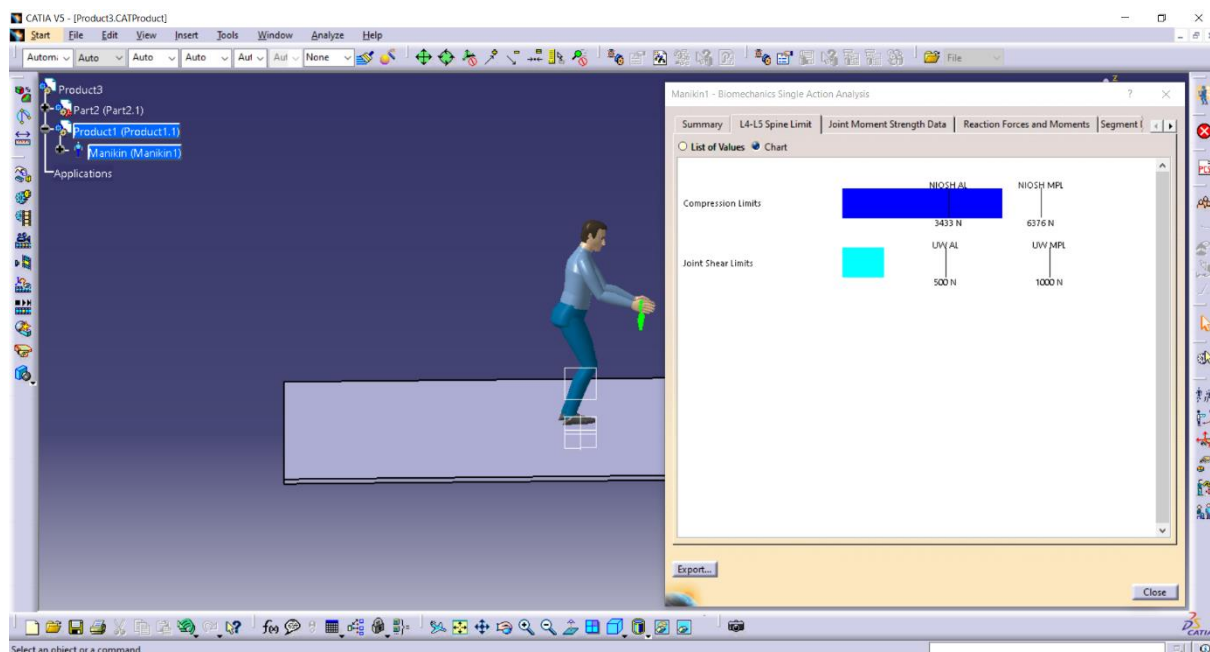 CATIA V5 - [Product3.CATProduct]
Start File Edit View Insert Tools Window Analyze Help
Auto Auto Auto Aut Aut None File
Product3
Part2 (Part2.1)
Product1 (Product1.1)
Manikin (Manikin1)
Applications
z
Manikin1 - Biomechanics Single Action Analysis
Summary L4-L5 Spine Limit Joint Moment Strength Data Reaction Forces and Moments Segment
List of Values Chart
NIOSH AL NIOSH MPL
Compression Limits
3433 N 6376 N
UW AL UW MPL
Joint Shear Limits
500 N 1000 N
Export...
Close
f(x)
CATIA
Select an object or a command